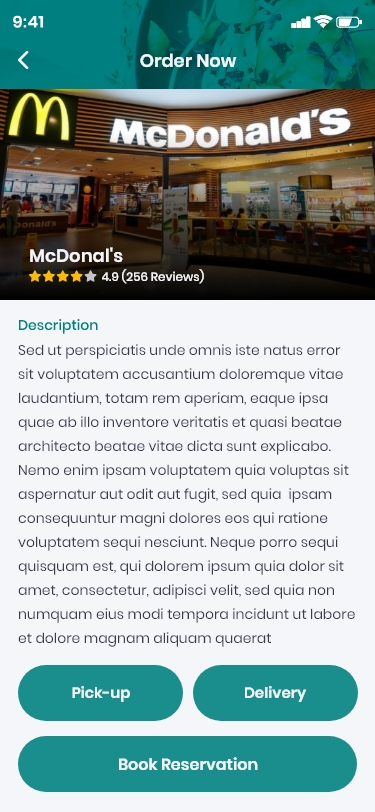 9:41
Order Now
McDonald's
McDonal's
4.9 (256 Reviews)
Description
Sed ut perspiciatis unde omnis iste natus error
sit voluptatem accusantium doloremque vitae
laudantium, totam rem aperiam, eaque ipsa
quae ab illo inventore veritatis et quasi beatae
architecto beatae vitae dicta sunt explicabo.
Nemo enim ipsam voluptatem quia voluptas sit
aspernatur aut odit aut fugit, sed quia  ipsam
consequuntur magni dolores eos qui ratione
voluptatem sequi nesciunt. Neque porro sequi
quisquam est, qui dolorem ipsum quia dolor sit
amet, consectetur, adipisci velit, sed quia non
numquam eius modi tempora incidunt ut labore
et dolore magnam aliquam quaerat
Pick-up
Delivery
Book Reservation